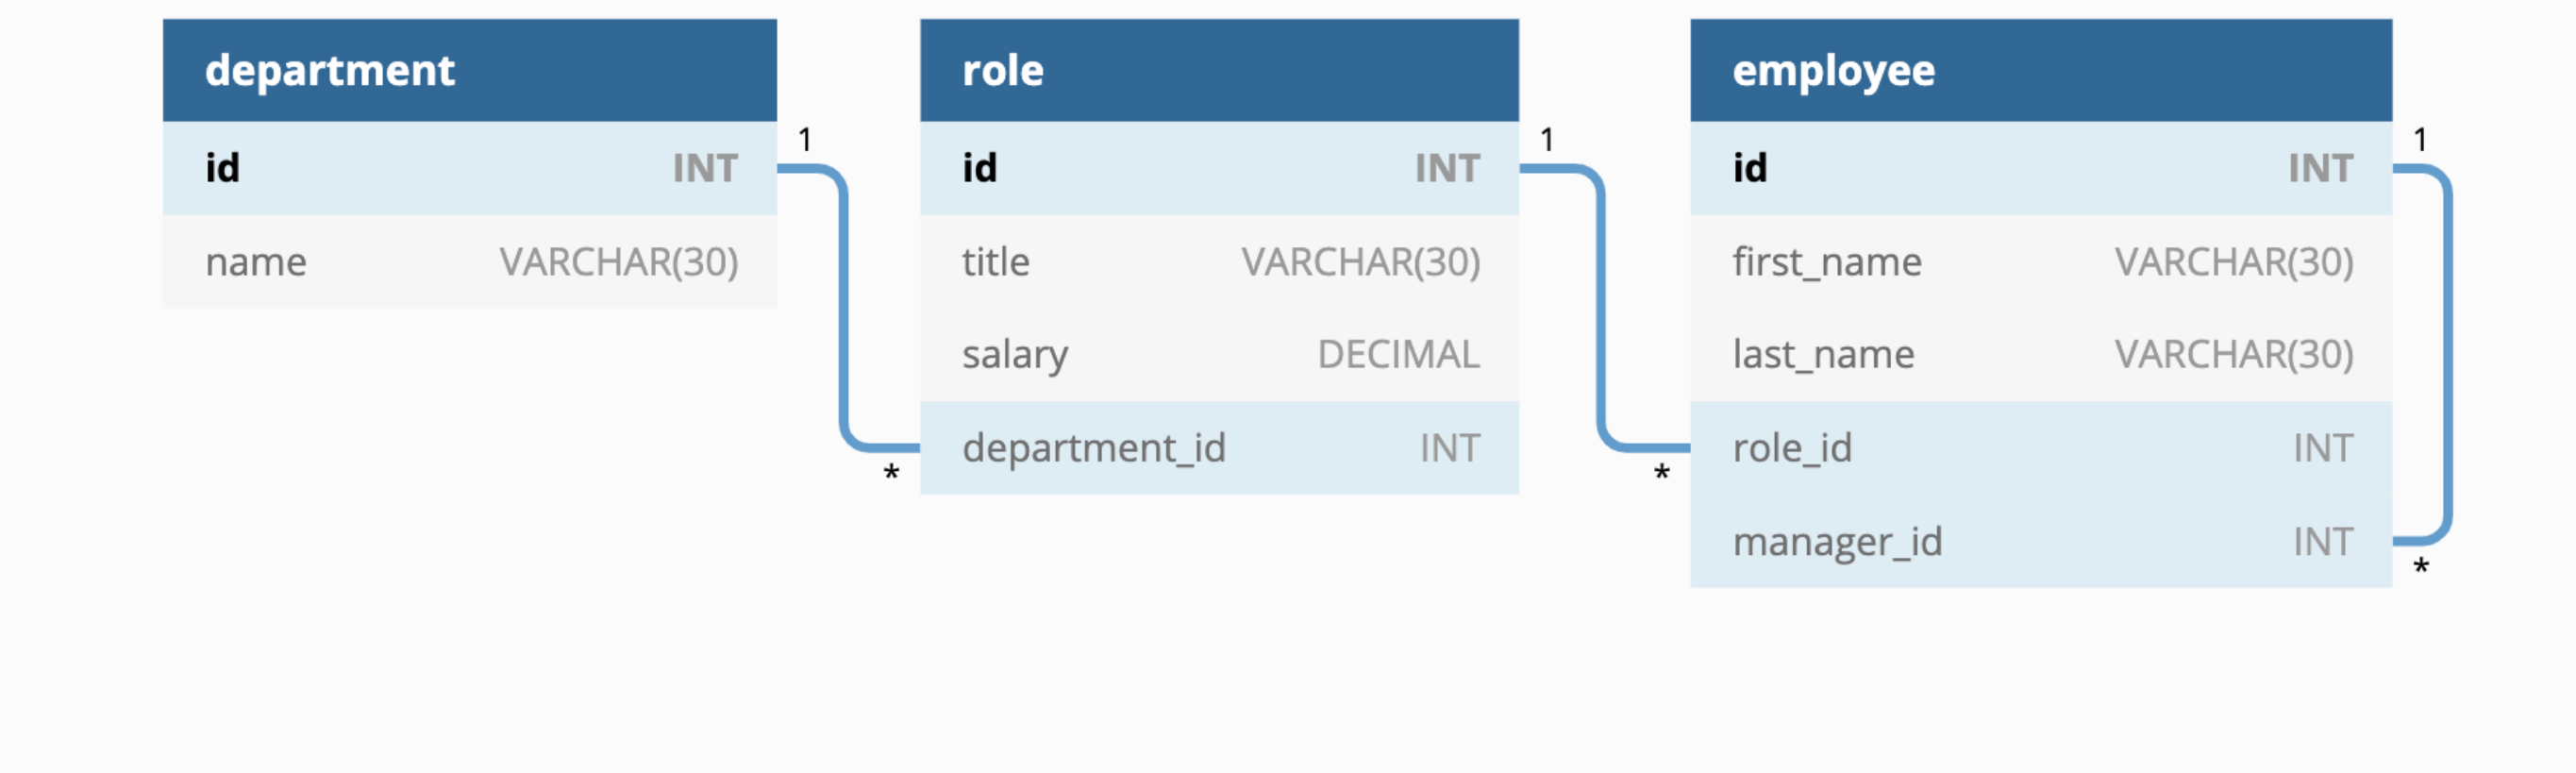 department
id INT
name VARCHAR(30)
1
*
role
id INT
title VARCHAR(30)
salary DECIMAL
department_id INT
1
*
employee
id INT
first_name VARCHAR(30)
last_name VARCHAR(30)
role_id INT
manager_id INT
1
*